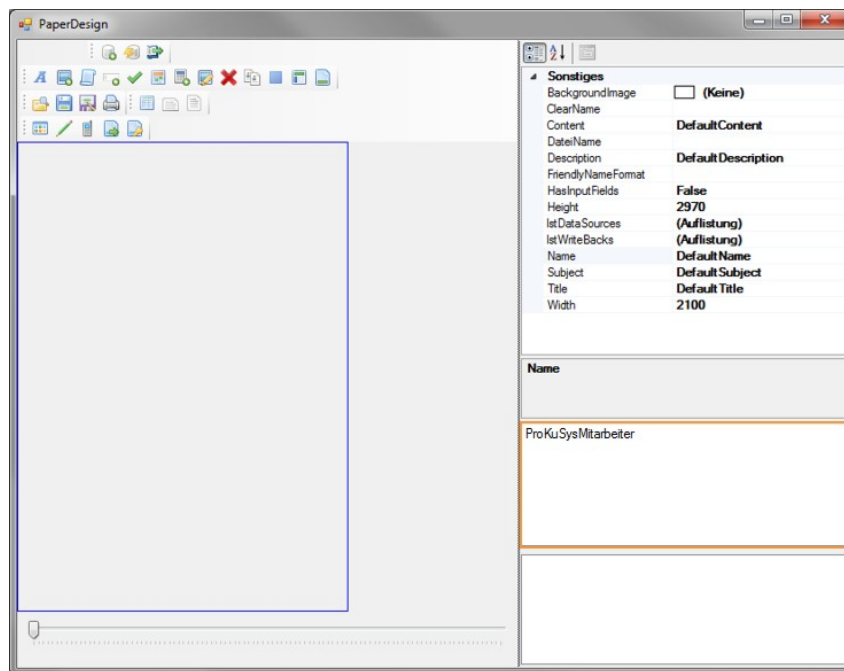 PaperDesign
Sonstiges
BackgroundImage (Keine)
ClearName
Content DefaultContent
DateiName
Description DefaultDescription
FriendlyNameFormat
HasInputFields False
Height 2970
lstDataSources (Auflistung)
lstWriteBacks (Auflistung)
Name DefaultName
Subject DefaultSubject
Title DefaultTitle
Width 2100
Name
ProKuSysMitarbeiter